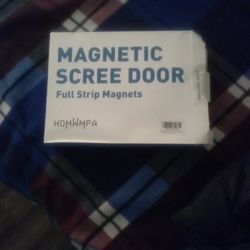 MAGNETIC
SCREE DOOR
Full Strip Magnets
HOMWMPA